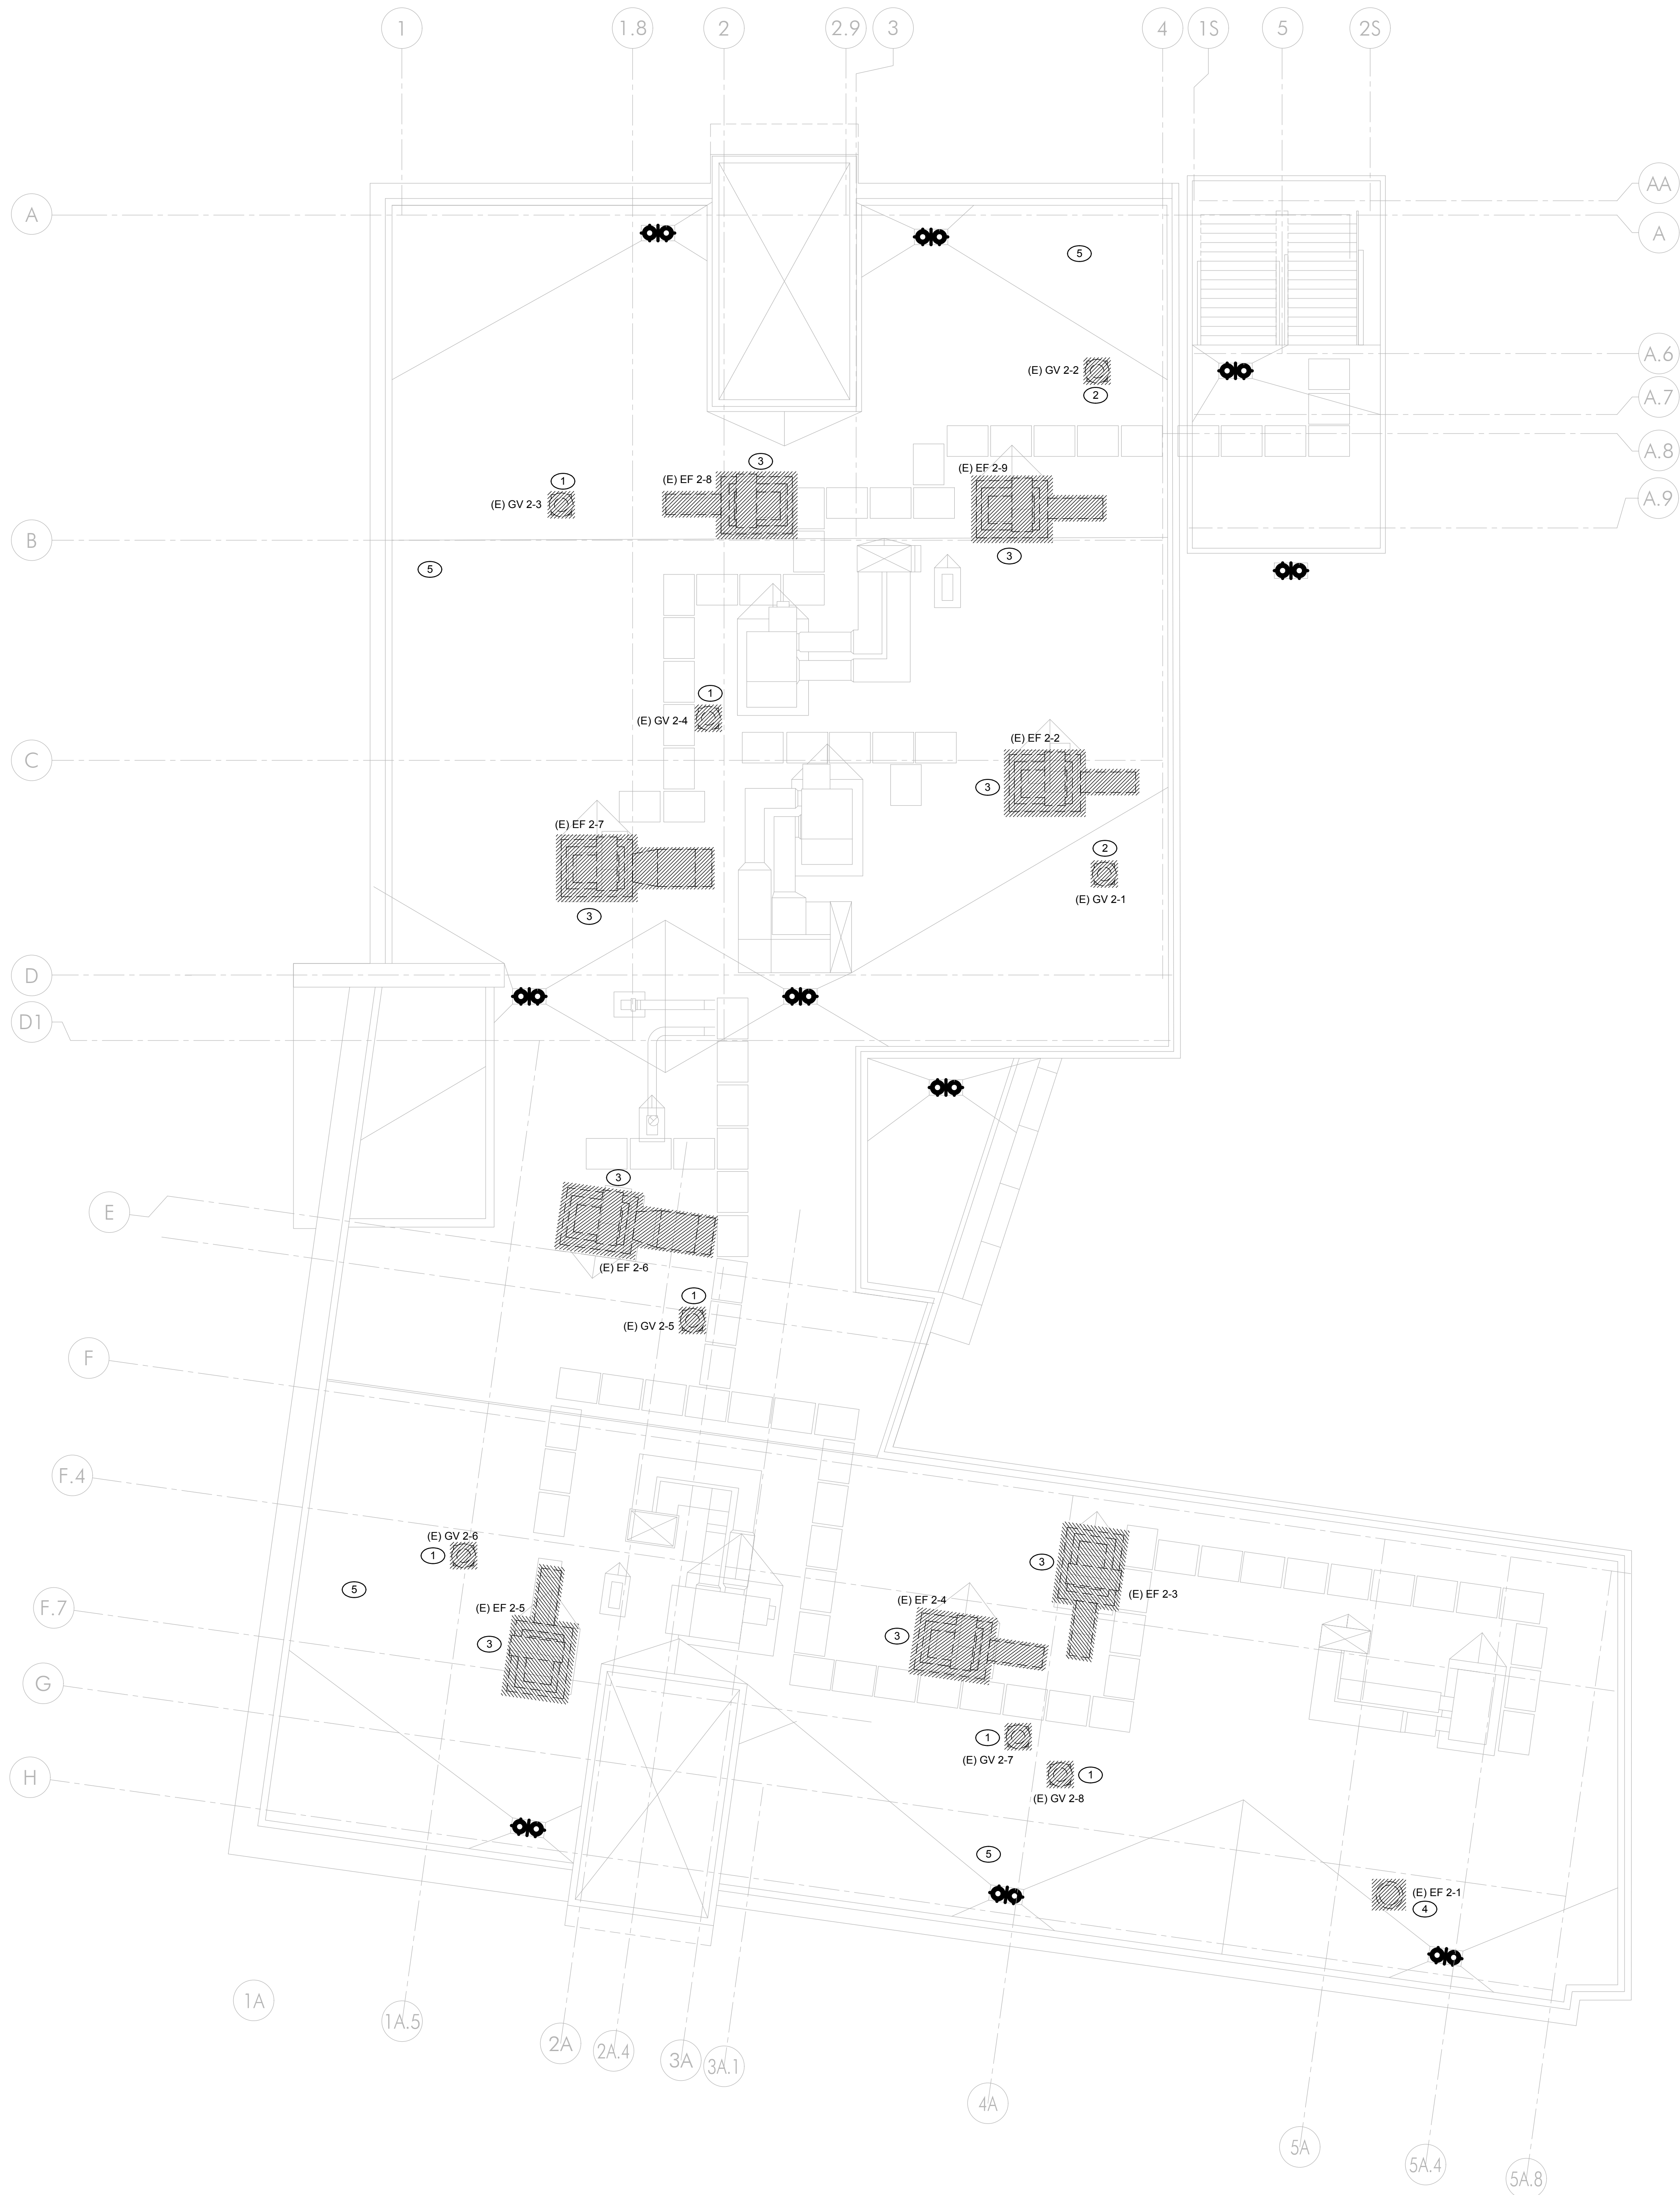 1
1.8
2
2.9
3
4
1S
5
2S
AA
A
A
5
A.6
(E) GV 2-2
2
A.7
A.8
3
(E) EF 2-8
(E) EF 2-9
1
(E) GV 2-3
A.9
B
3
5
1
(E) GV 2-4
(E) EF 2-2
C
3
(E) EF 2-7
2
(E) GV 2-1
3
D
D1
3
E
(E) EF 2-6
1
(E) GV 2-5
F
F.4
(E) GV 2-6
1
3
5
(E) EF 2-3
(E) EF 2-4
F.7
(E) EF 2-5
3
3
G
1
(E) GV 2-7
H
1
(E) GV 2-8
5
(E) EF 2-1
4
1A
1A.5
2A
2A.4
3A
3A.1
4A
5A
5A.4
5A.8